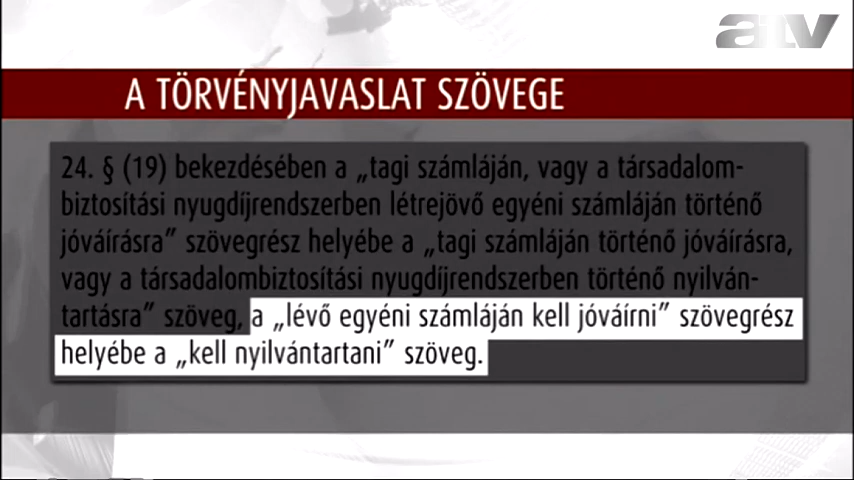 atv
A TÖRVÉNYJAVASLAT SZÖVEGE
24. § (19) bekezdésében a „tagi számláján, vagy a társadalom-
biztosítási nyugdíjrendszerben létrejövő egyéni számláján történő
jóváírásra” szövegrész helyébe a „tagi számláján történő jóváírásra,
vagy a társadalombiztosítási nyugdíjrendszerben történő nyilván-
tartásra” szöveg, a „lévő egyéni számláján kell jóváírni” szövegrész
helyébe a „kell nyilvántartani” szöveg.